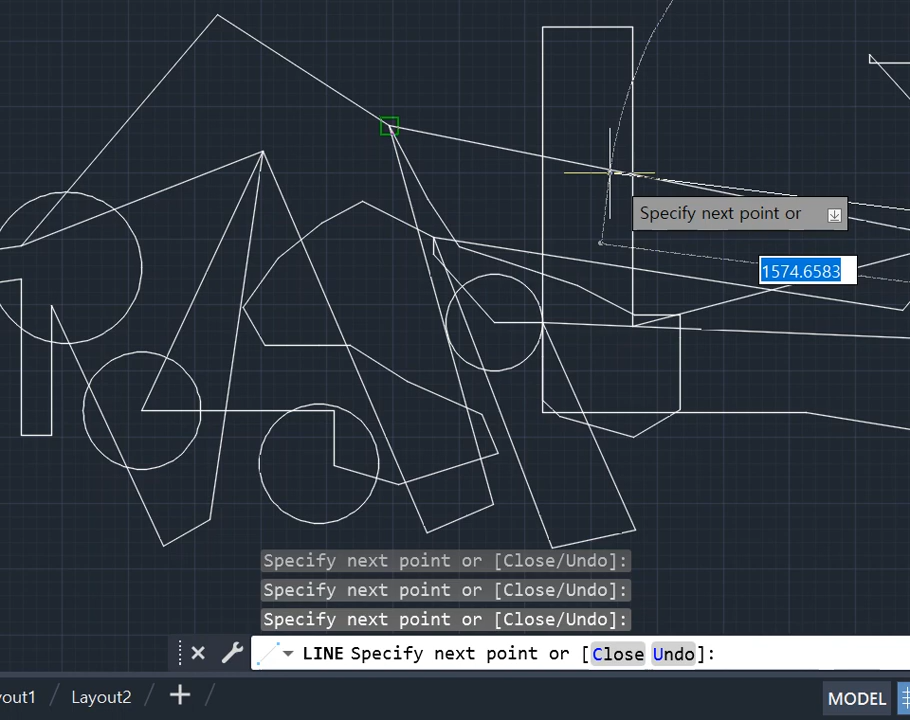 Specify next point or
1574.6583
Specify next point or [Close/Undo]:
Specify next point or [Close/Undo]:
Specify next point or [Close/Undo]:
LINE Specify next point or [Close Undo]:
yout1 / Layout2 / + /
MODEL